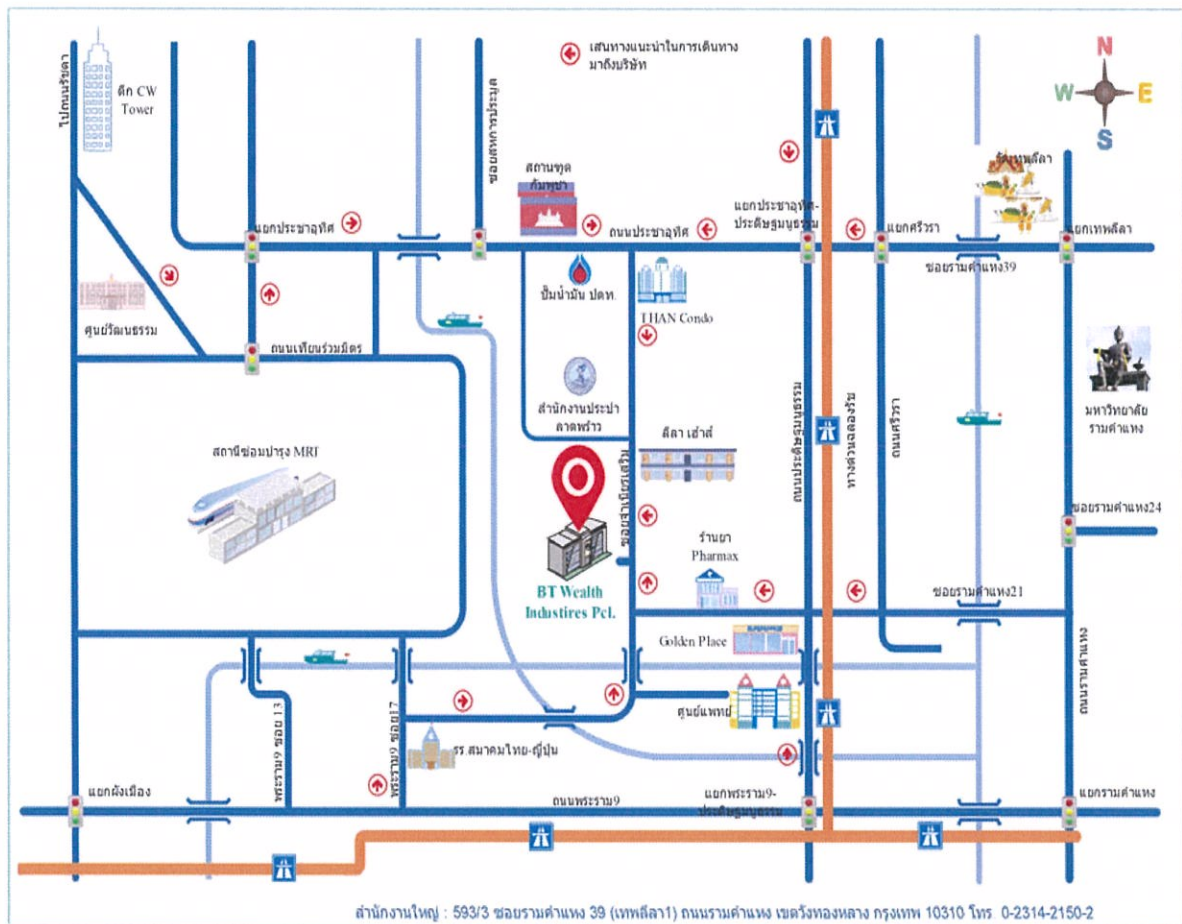 เส้นทางแนะนำในการเดินทาง
มาถึงบริษัท
N
W
E
S
ไปถนนรัชดา
ตึก CW
Tower
ซอยสหการประมูล
สถานฑูต
กัมพูชา
วัดเทพลีลา
แยกประชาอุทิศ
ถนนประชาอุทิศ
แยกประชาอุทิศ-
ประดิษฐมนูธรรม
แยกศรีวรา
แยกเทพลีลา
ซอยรามคำแหง39
ปั้มน้ำมัน ปตท.
I HAN Condo
ศูนย์วัฒนธรรม
ถนนเทียนร่วมมิตร
สำนักงานประปา
ลาดพร้าว
ลีลา เฮ้าส์
ถนนประดิษฐมนูธรรม
ทางด่วนฉลองรัช
ถนนศรีวรา
มหาวิทยาลัย
รามคำแหง
สถานีซ่อมบำรุง MRT
ซอยจำเนียรเสริม
ซอยรามคำแหง24
ร้านยา
Pharmax
BT Wealth
Industires Pcl.
ซอยรามคำแหง21
Golden Place
ถนนรามคำแหง
ศูนย์แพทย์
พระราม9 ซอย 13
พระราม9 ซอย17
รร.สมาคมไทย-ญี่ปุ่น
แยกผังเมือง
ถนนพระราม9
แยกพระราม9-
ประดิษฐมนูธรรม
แยกรามคำแหง
สำนักงานใหญ่ : 593/3 ซอยรามคำแหง 39 (เทพลีลา1) ถนนรามคำแหง เขตวังทองหลาง กรุงเทพ 10310 โทร. 0-2314-2150-2